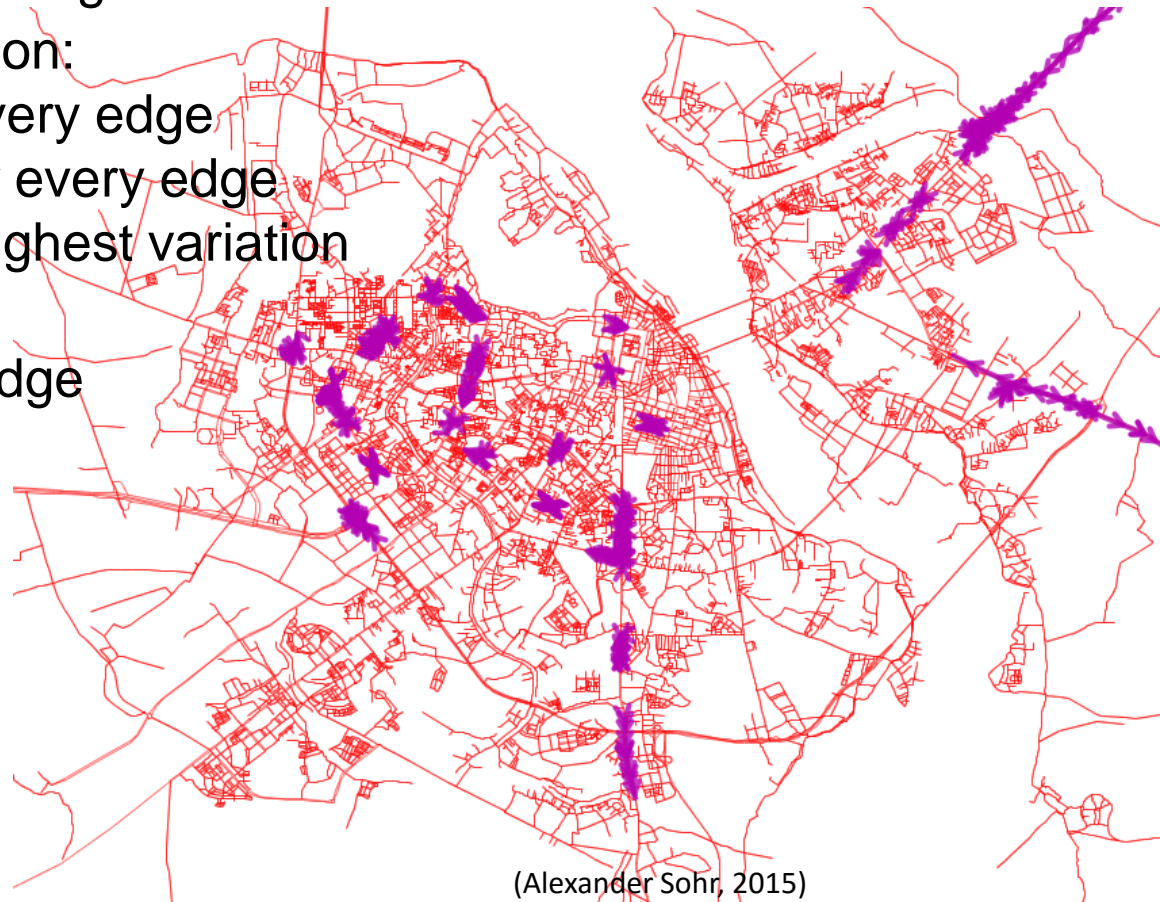 on:
very edge
every edge
ghest variation
dge
(Alexander Sohr, 2015)